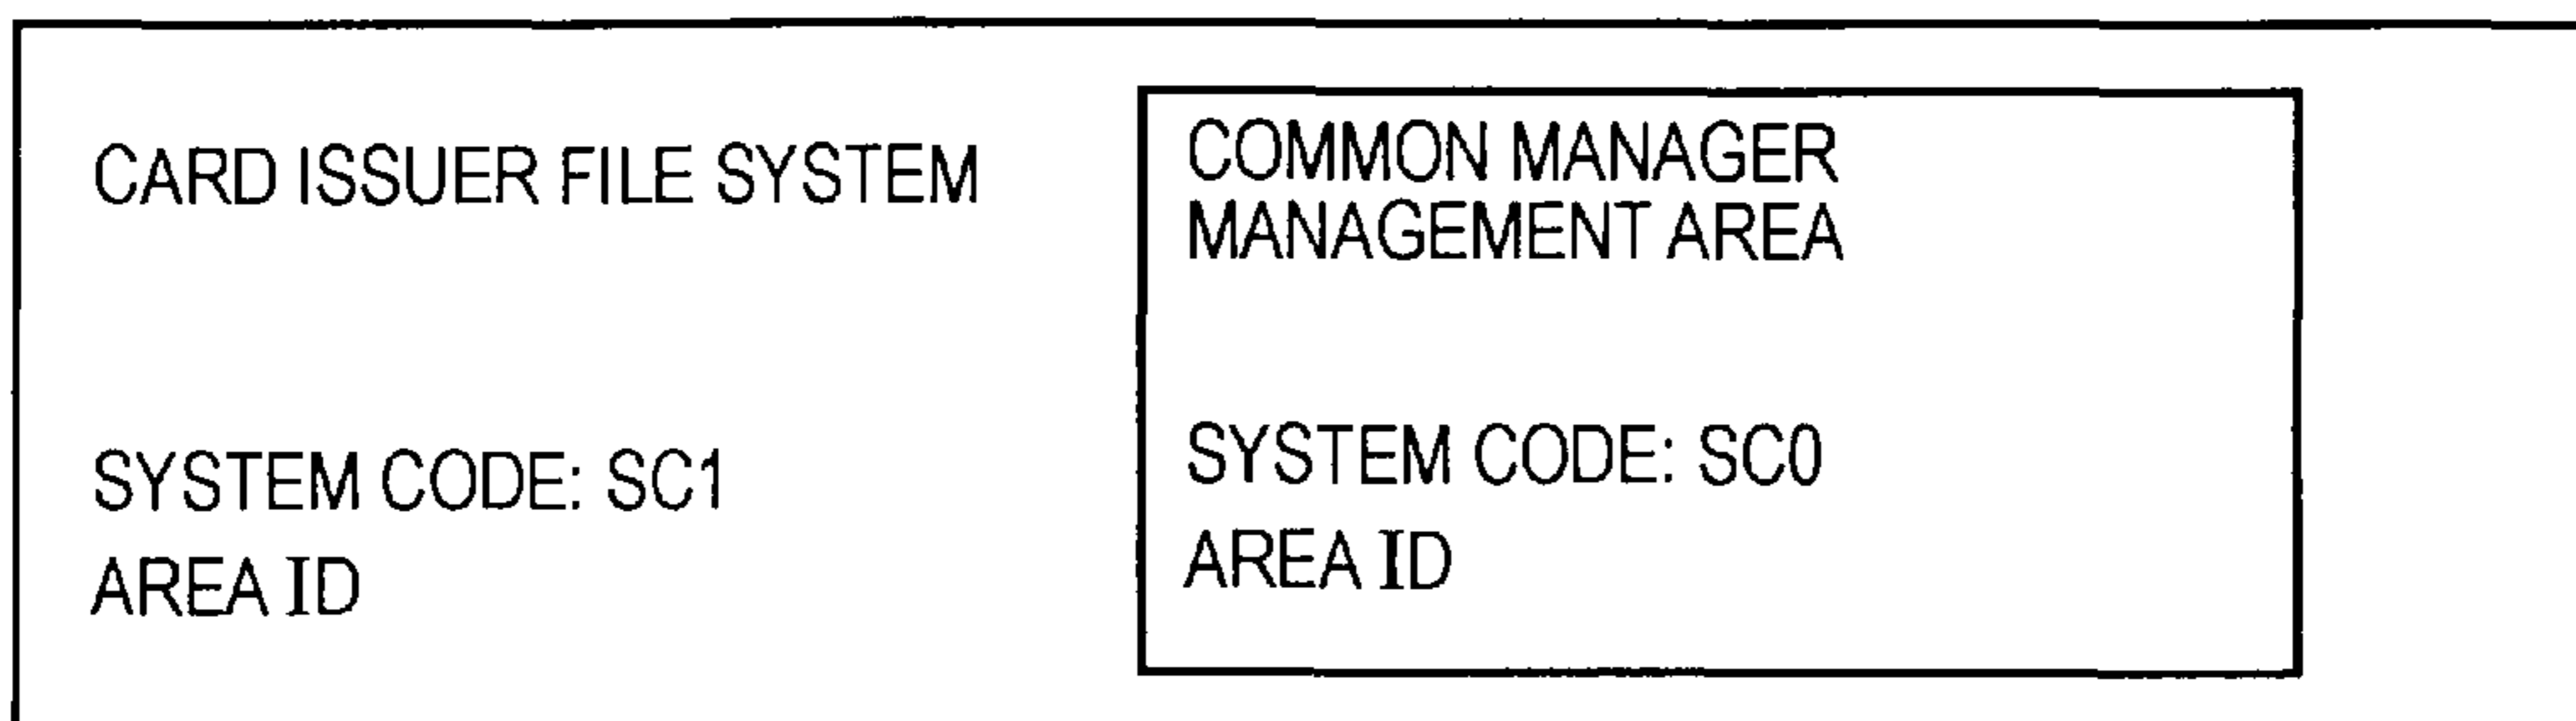 CARD ISSUER FILE SYSTEM
SYSTEM CODE: SC1
AREA ID
COMMON MANAGER
MANAGEMENT AREA
SYSTEM CODE: SC0
AREA ID